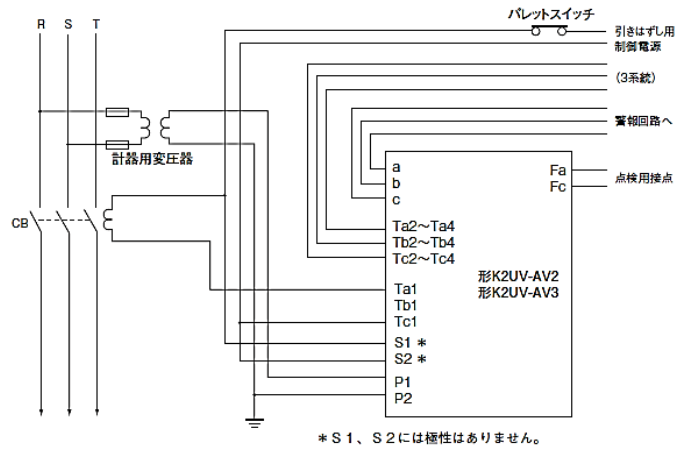 R S T
パレットスイッチ
引きはずし用
制御電源
(3系統)
警報回路へ
計器用変圧器
a
b
c
Fa
Fc
点検用接点
CB
Ta2～Ta4
Tb2～Tb4
Tc2～Tc4
形K2UV-AV2
形K2UV-AV3
Ta1
Tb1
Tc1
S1＊
S2＊
P1
P2
＊S1、S2には極性はありません。